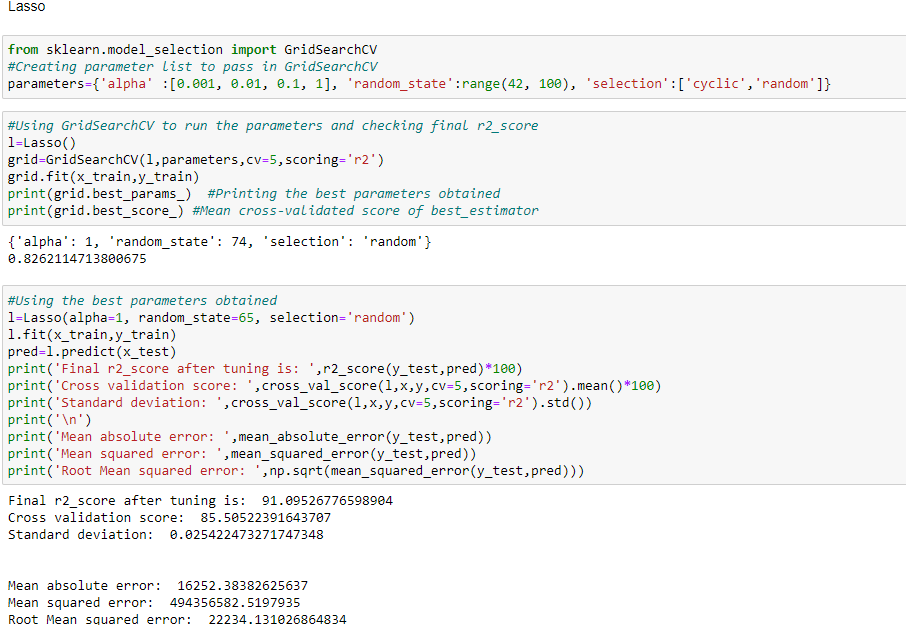 Lasso
from sklearn.model_selection import GridSearchCV
#Creating parameter list to pass in GridSearchCV
parameters={'alpha' :[0.001, 0.01, 0.1, 1], 'random_state':range(42, 100), 'selection':['cyclic','random']}
#Using GridSearchCV to run the parameters and checking final r2_score
l=Lasso()
grid=GridSearchCV(l,parameters,cv=5,scoring='r2')
grid.fit(x_train,y_train)
print(grid.best_params_)  #Printing the best parameters obtained
print(grid.best_score_) #Mean cross-validated score of best_estimator
{'alpha': 1, 'random_state': 74, 'selection': 'random'}
0.8262114713800675
#Using the best parameters obtained
l=Lasso(alpha=1, random_state=65, selection='random')
l.fit(x_train,y_train)
pred=l.predict(x_test)
print('Final r2_score after tuning is: ',r2_score(y_test,pred)*100)
print('Cross validation score: ',cross_val_score(l,x,y,cv=5,scoring='r2').mean()*100)
print('Standard deviation: ',cross_val_score(l,x,y,cv=5,scoring='r2').std())
print('\n')
print('Mean absolute error: ',mean_absolute_error(y_test,pred))
print('Mean squared error: ',mean_squared_error(y_test,pred))
print('Root Mean squared error: ',np.sqrt(mean_squared_error(y_test,pred)))
Final r2_score after tuning is:  91.09526776598904
Cross validation score:  85.50522391643707
Standard deviation:  0.025422473271747348
Mean absolute error:  16252.38382625637
Mean squared error:  494356582.5197935
Root Mean squared error:  22234.131026864834